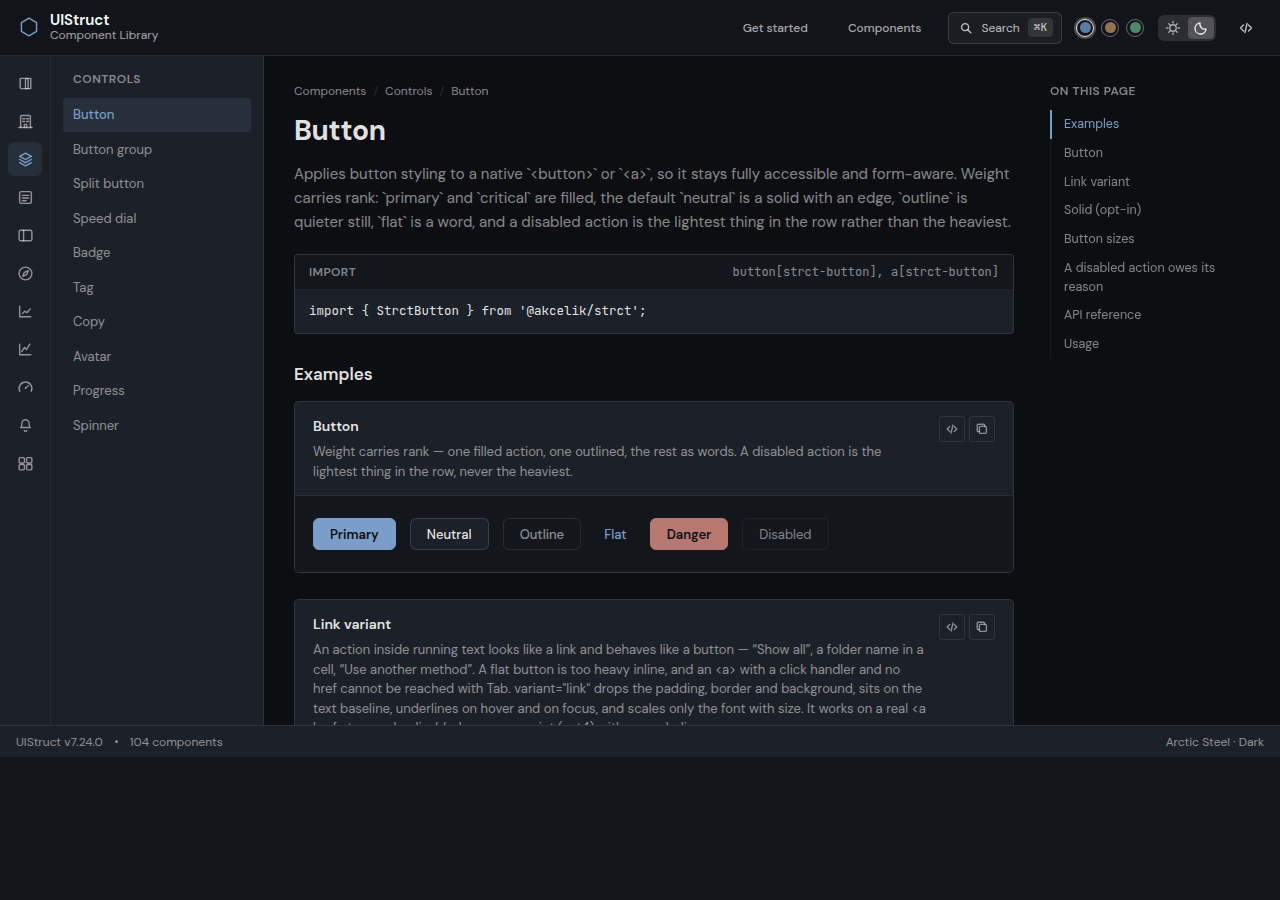 UIStruct
Component Library
Get started
Components
Search ⌘K
CONTROLS
Button
Button group
Split button
Speed dial
Badge
Tag
Copy
Avatar
Progress
Spinner
Components / Controls / Button
Button
Applies button styling to a native `<button>` or `<a>`, so it stays fully accessible and form-aware. Weight
carries rank: `primary` and `critical` are filled, the default `neutral` is a solid with an edge, `outline` is
quieter still, `flat` is a word, and a disabled action is the lightest thing in the row rather than the heaviest.
IMPORT
button[strct-button], a[strct-button]
import { StrctButton } from '@akcelik/strct';
Examples
Button
Weight carries rank — one filled action, one outlined, the rest as words. A disabled action is the
lightest thing in the row, never the heaviest.
Primary
Neutral
Outline
Flat
Danger
Disabled
Link variant
An action inside running text looks like a link and behaves like a button — “Show all”, a folder name in a
cell, “Use another method”. A flat button is too heavy inline, and an <a> with a click handler and no
href cannot be reached with Tab. variant="link" drops the padding, border and background, sits on the
text baseline, underlines on hover and on focus, and scales only the font with size. It works on a real <a
ON THIS PAGE
Examples
Button
Link variant
Solid (opt-in)
Button sizes
A disabled action owes its
reason
API reference
Usage
UIStruct v7.24.0 • 104 components
Arctic Steel · Dark